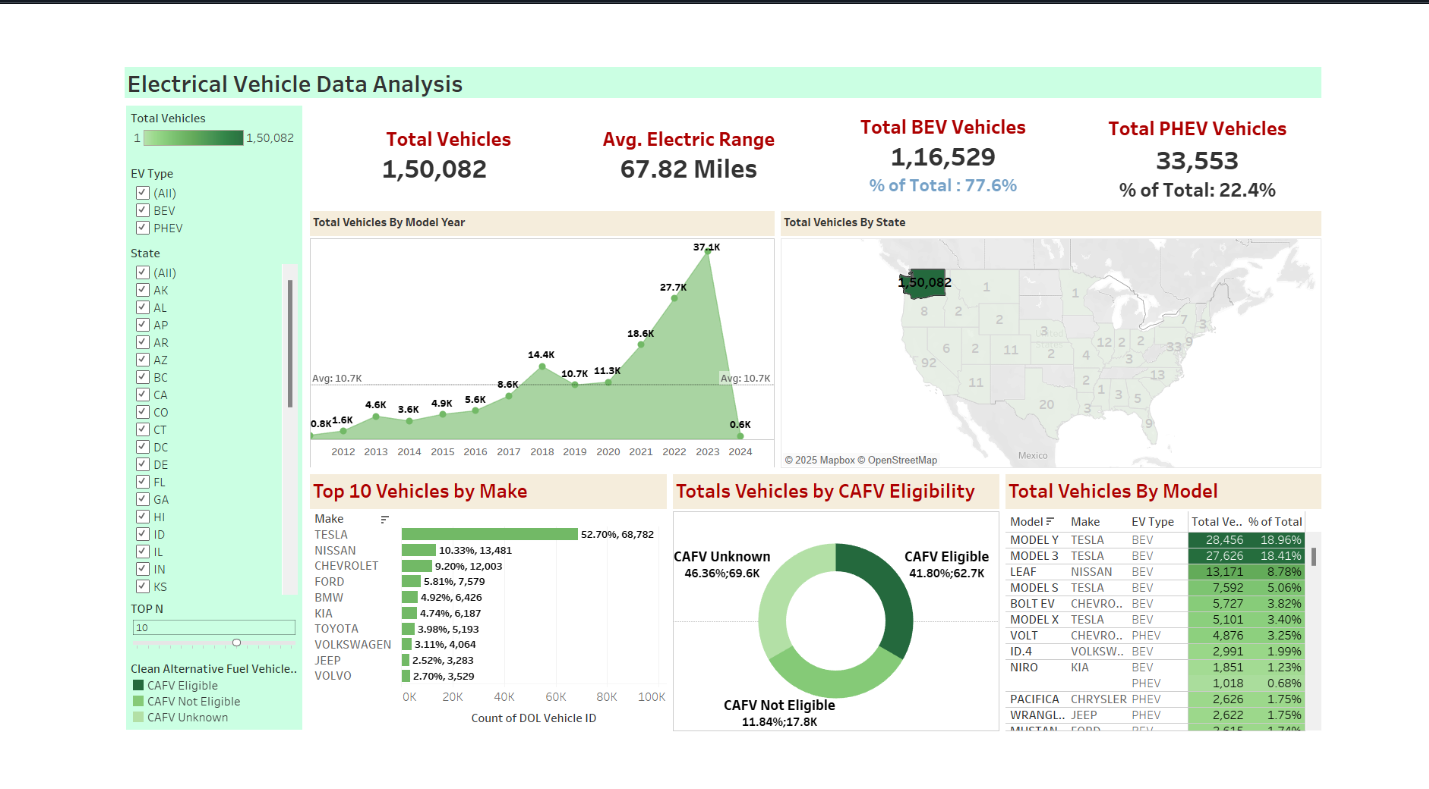 Electrical Vehicle Data Analysis
Total Vehicles
1 1,50,082
EV Type
(All)
BEV
PHEV
State
(All)
AK
AL
AP
AR
AZ
BC
CA
CO
CT
DC
DE
FL
GA
HI
ID
IL
IN
KS
TOP N
10
Clean Alternative Fuel Vehicle..
CAFV Eligible
CAFV Not Eligible
CAFV Unknown
Total Vehicles
1,50,082
Avg. Electric Range
67.82 Miles
Total BEV Vehicles
1,16,529
% of Total : 77.6%
Total PHEV Vehicles
33,553
% of Total: 22.4%
Total Vehicles By Model Year
37.1K
27.7K
18.6K
14.4K
10.7K
11.3K
Avg: 10.7K
Avg: 10.7K
8.6K
5.6K
4.9K
3.6K
4.6K
1.6K
0.8K
0.6K
2012 2013 2014 2015 2016 2017 2018 2019 2020 2021 2022 2023 2024
Total Vehicles By State
1,50,082
1
1
8
2
2
3
7
3
6
2
11
2
4
12
2
2
33
9
92
3
13
11
2
1
3
5
20
3
9
Mexico
© 2025 Mapbox © OpenStreetMap
Top 10 Vehicles by Make
Make
TESLA 52.70%, 68,782
NISSAN 10.33%, 13,481
CHEVROLET 9.20%, 12,003
FORD 5.81%, 7,579
BMW 4.92%, 6,426
KIA 4.74%, 6,187
TOYOTA 3.98%, 5,193
VOLKSWAGEN 3.11%, 4,064
JEEP 2.52%, 3,283
VOLVO 2.70%, 3,529
0K 20K 40K 60K 80K 100K
Count of DOL Vehicle ID
Totals Vehicles by CAFV Eligibility
CAFV Unknown
46.36%;69.6K
CAFV Eligible
41.80%;62.7K
CAFV Not Eligible
11.84%;17.8K
Total Vehicles By Model
Model Make EV Type Total Ve.. % of Total
MODEL Y TESLA BEV 28,456 18.96%
MODEL 3 TESLA BEV 27,626 18.41%
LEAF NISSAN BEV 13,171 8.78%
MODEL S TESLA BEV 7,592 5.06%
BOLT EV CHEVRO.. BEV 5,727 3.82%
MODEL X TESLA BEV 5,101 3.40%
VOLT CHEVRO.. PHEV 4,876 3.25%
ID.4 VOLKSW.. BEV 2,991 1.99%
NIRO KIA BEV 1,851 1.23%
PHEV 1,018 0.68%
PACIFICA CHRYSLER PHEV 2,626 1.75%
WRANGL.. JEEP PHEV 2,622 1.75%
MUSTAN.. FORD BEV 2,615 1.74%